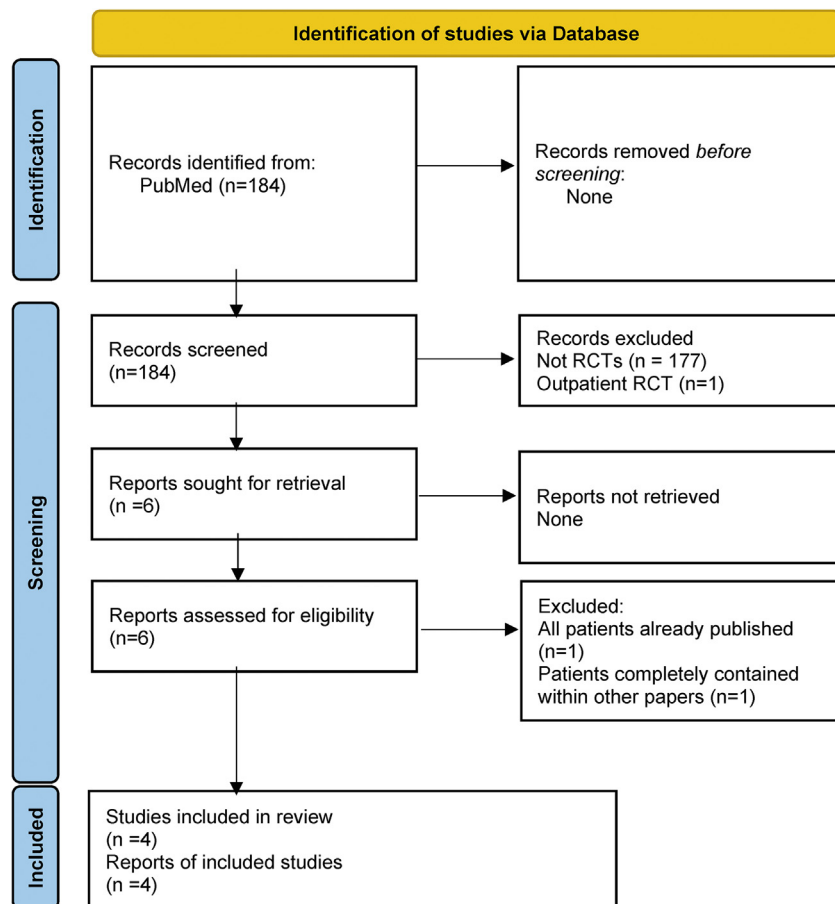 Identification of studies via Database
Identification
Records identified from:
PubMed (n=184)
Records removed before
screening:
None
Screening
Records screened
(n=184)
Records excluded
Not RCTs (n = 177)
Outpatient RCT (n=1)
Reports sought for retrieval
(n =6)
Reports not retrieved
None
Reports assessed for eligibility
(n=6)
Excluded:
All patients already published
(n=1)
Patients completely contained
within other papers (n=1)
Included
Studies included in review
(n =4)
Reports of included studies
(n =4)